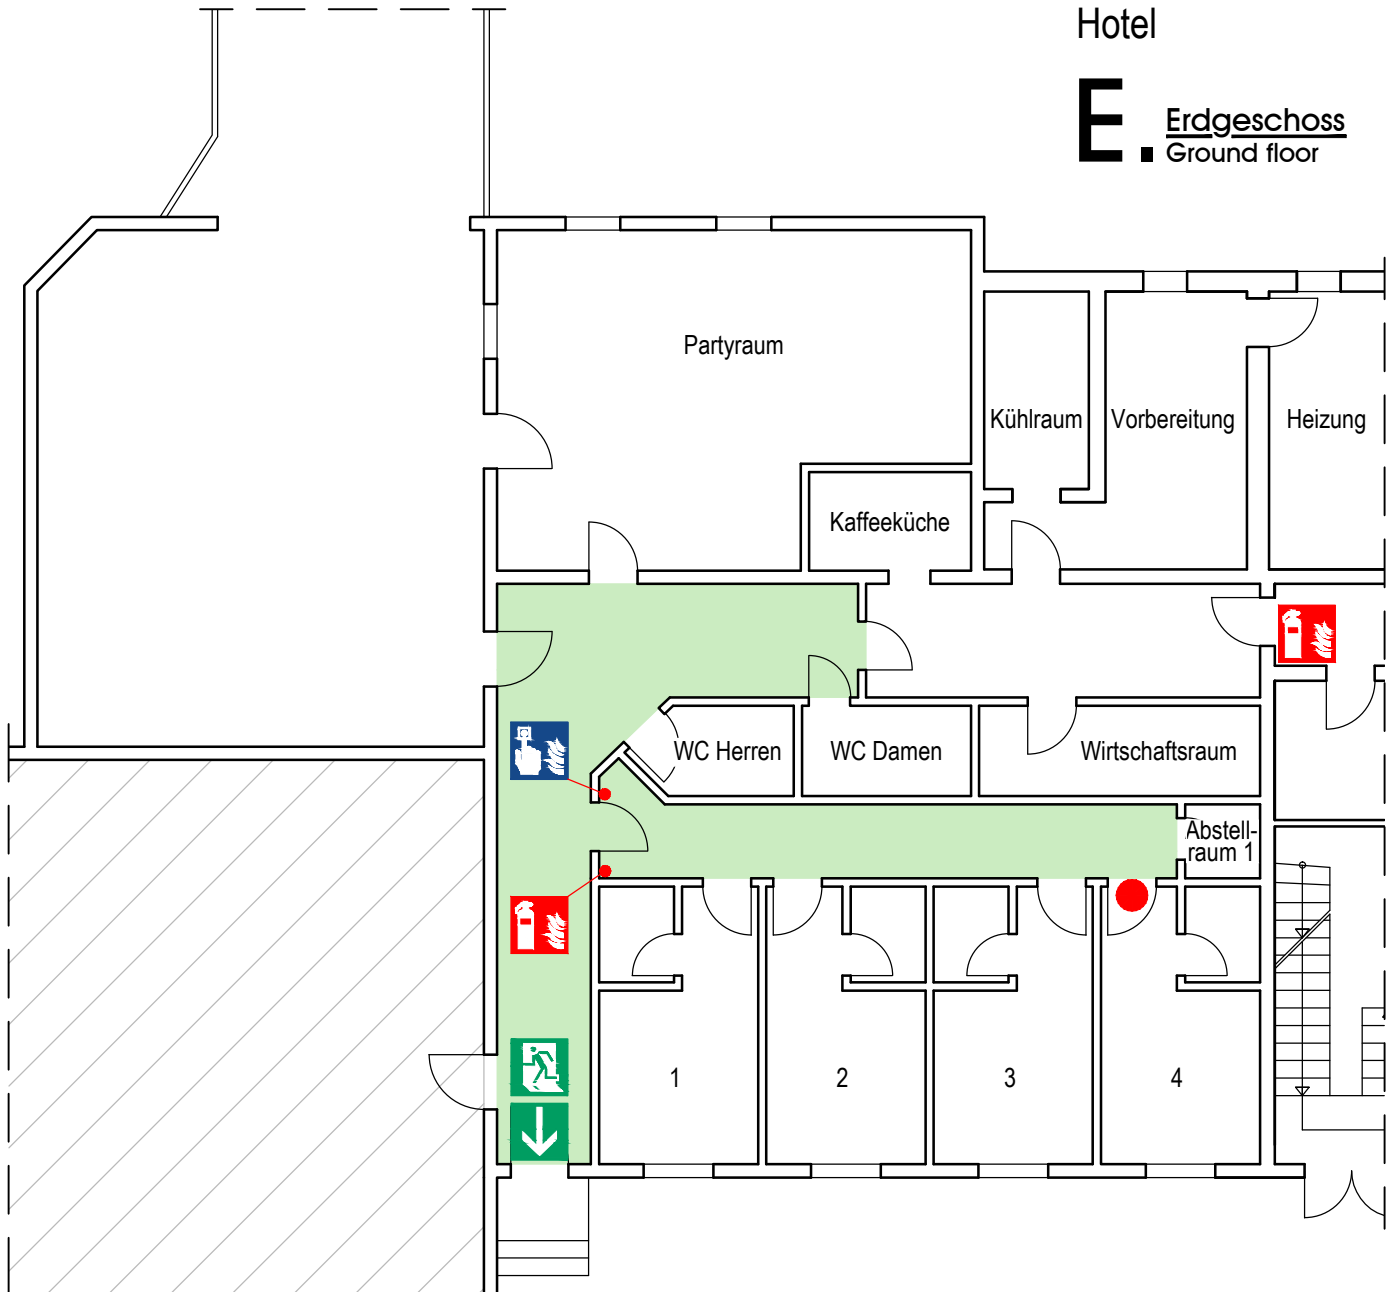 Hotel
E.
Erdgeschoss
Ground floor
Partyraum
Kühlraum
Vorbereitung
Heizung
Kaffeeküche
WC Herren
WC Damen
Wirtschaftsraum
Abstell-
raum 1
1
2
3
4